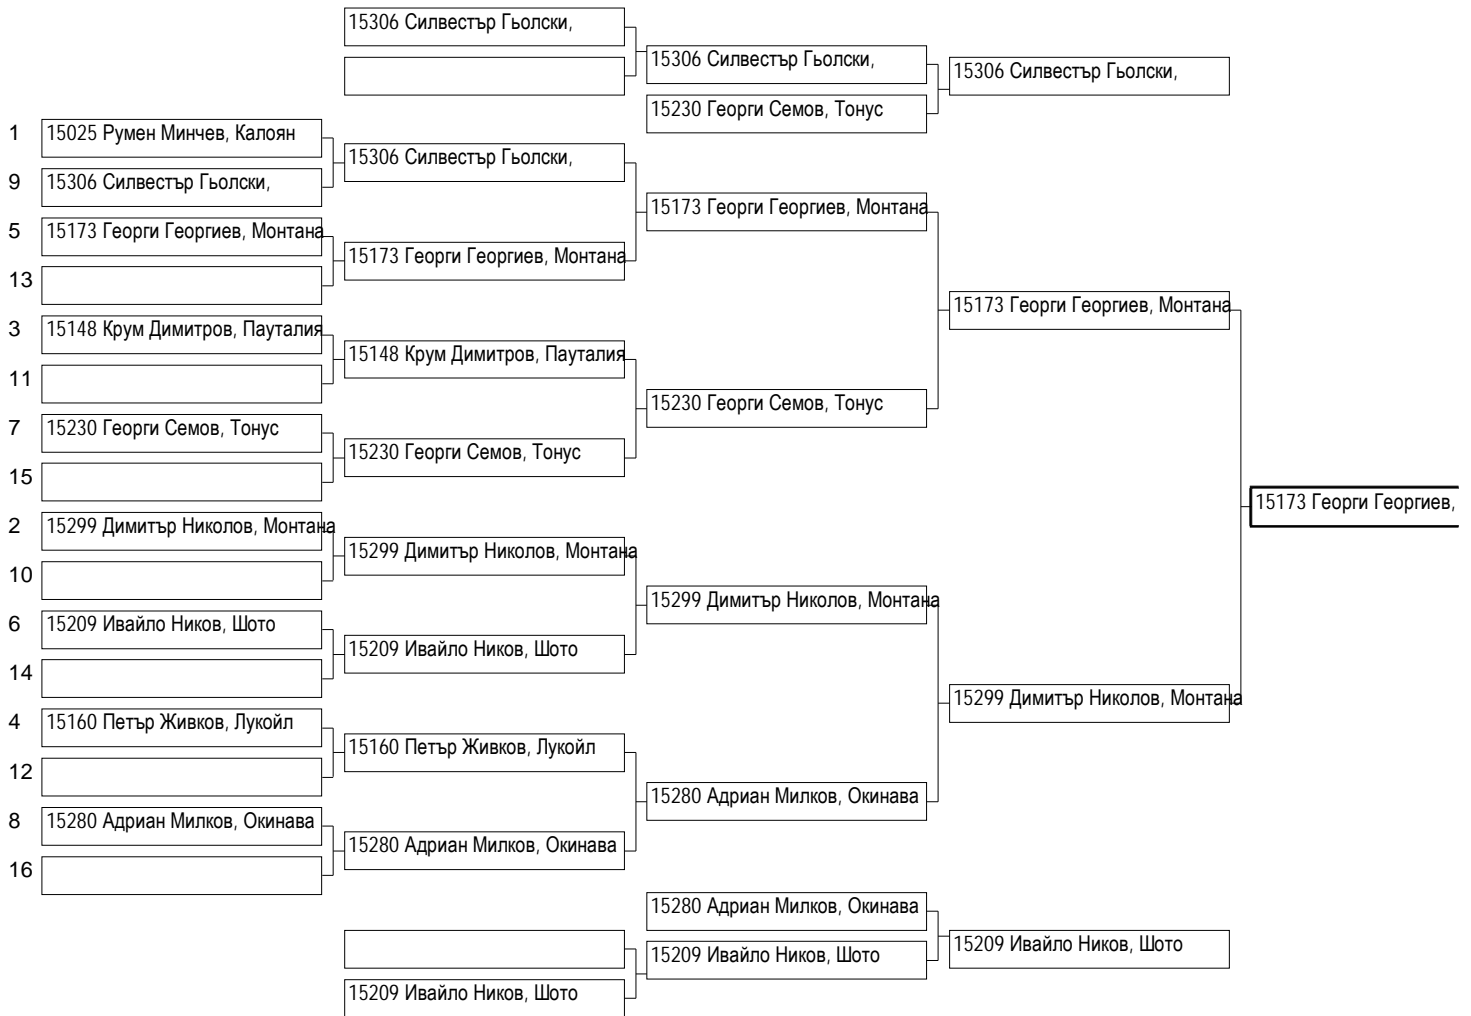 15306 Силвестър Гьолски,
15306 Силвестър Гьолски,
15306 Силвестър Гьолски,
15230 Георги Семов, Тонус
1 15025 Румен Минчев, Калоян
15306 Силвестър Гьолски,
9 15306 Силвестър Гьолски,
15173 Георги Георгиев, Монтана
5 15173 Георги Георгиев, Монтана
15173 Георги Георгиев, Монтана
13
15173 Георги Георгиев, Монтана
3 15148 Крум Димитров, Пауталия
15148 Крум Димитров, Пауталия
11
15230 Георги Семов, Тонус
7 15230 Георги Семов, Тонус
15230 Георги Семов, Тонус
15
15173 Георги Георгиев,
2 15299 Димитър Николов, Монтана
15299 Димитър Николов, Монтана
10
15299 Димитър Николов, Монтана
6 15209 Ивайло Ников, Шото
15209 Ивайло Ников, Шото
14
15299 Димитър Николов, Монтана
4 15160 Петър Живков, Лукойл
15160 Петър Живков, Лукойл
12
15280 Адриан Милков, Окинава
8 15280 Адриан Милков, Окинава
15280 Адриан Милков, Окинава
16
15280 Адриан Милков, Окинава
15209 Ивайло Ников, Шото
15209 Ивайло Ников, Шото
15209 Ивайло Ников, Шото